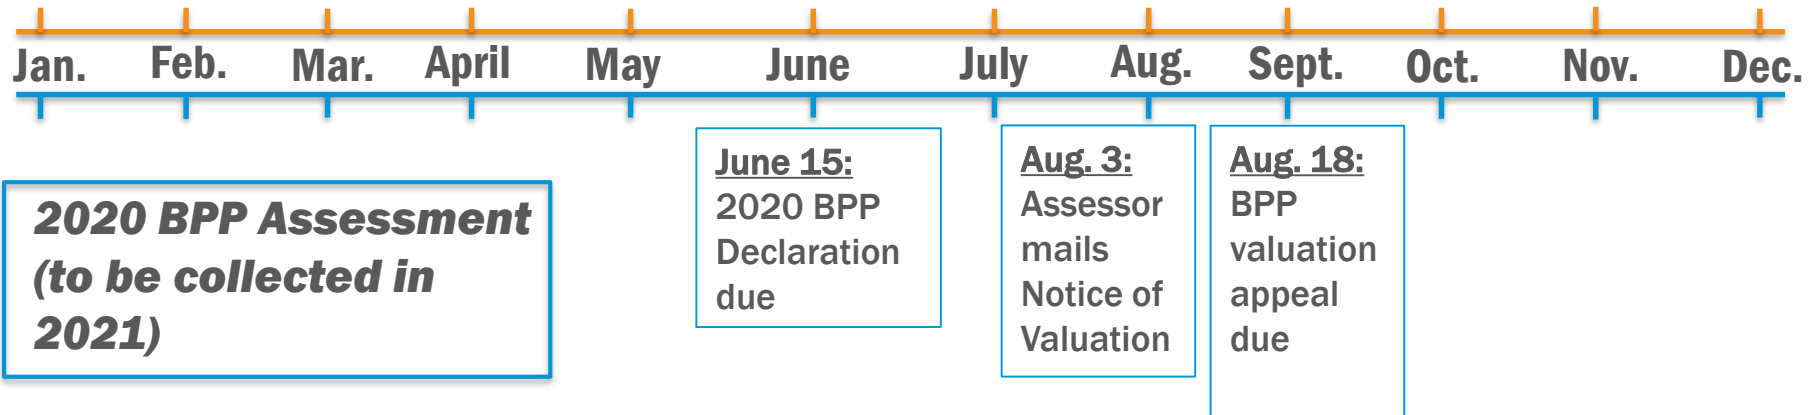 Jan. Feb. Mar. April May June July Aug. Sept. Oct. Nov. Dec.
2020 BPP Assessment
(to be collected in
2021)
June 15:
2020 BPP
Declaration
due
Aug. 3:
Assessor
mails
Notice of
Valuation
Aug. 18:
BPP
valuation
appeal
due